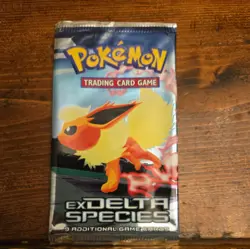 POKéMON
TRADING CARD GAME
EX DELTA
SPECIES
9 ADDITIONAL GAME CARDS